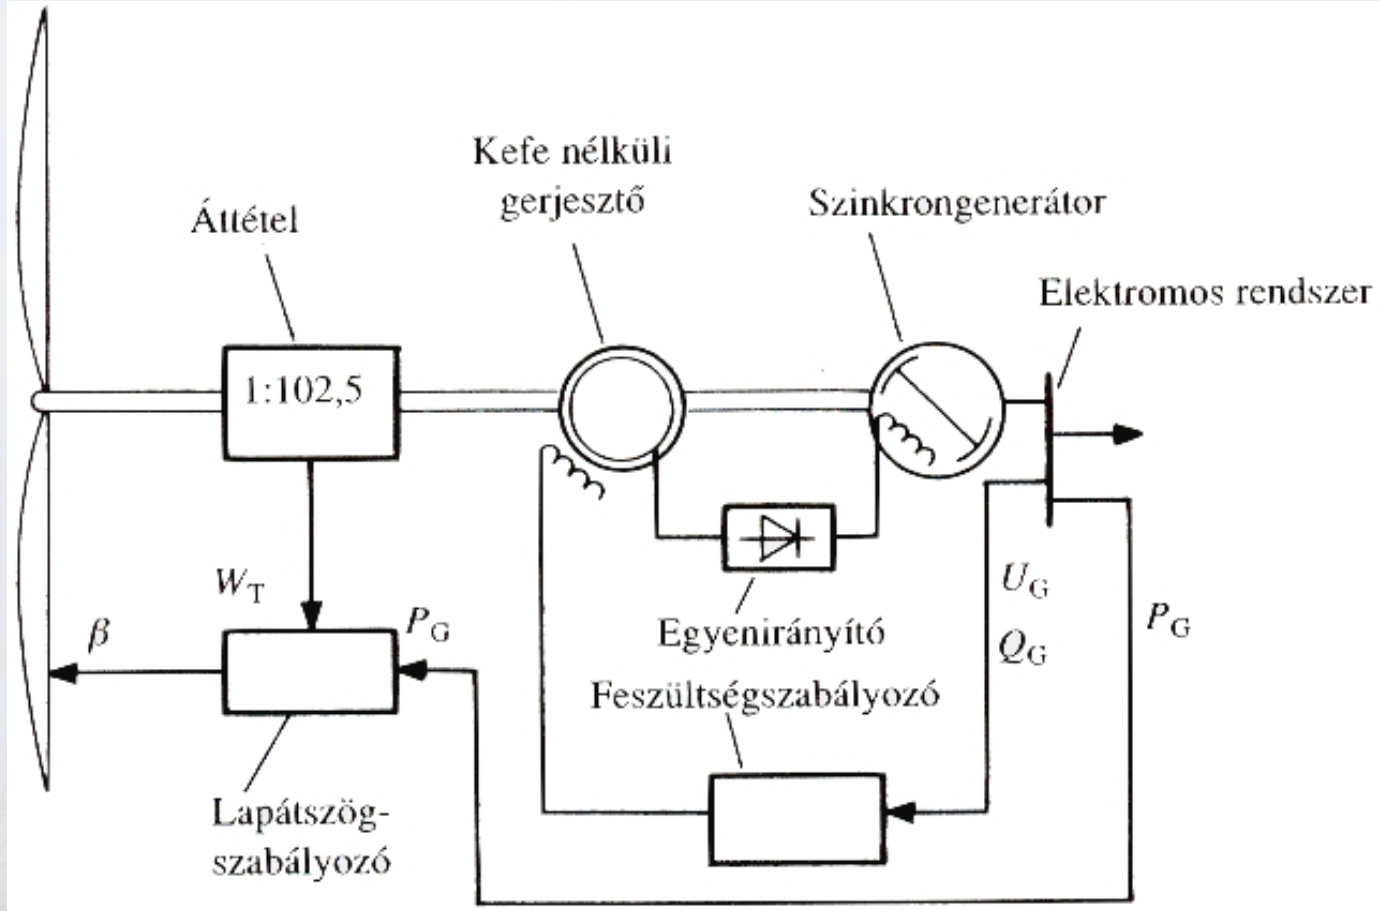 Kefe nélküli
gerjesztő
Szinkrongenerátor
Áttétel
Elektromos rendszer
1:102,5
W_T
P_G
β
U_G
Q_G
P_G
Egyenirányító
Feszültségszabályozó
Lapátszög-
szabályozó